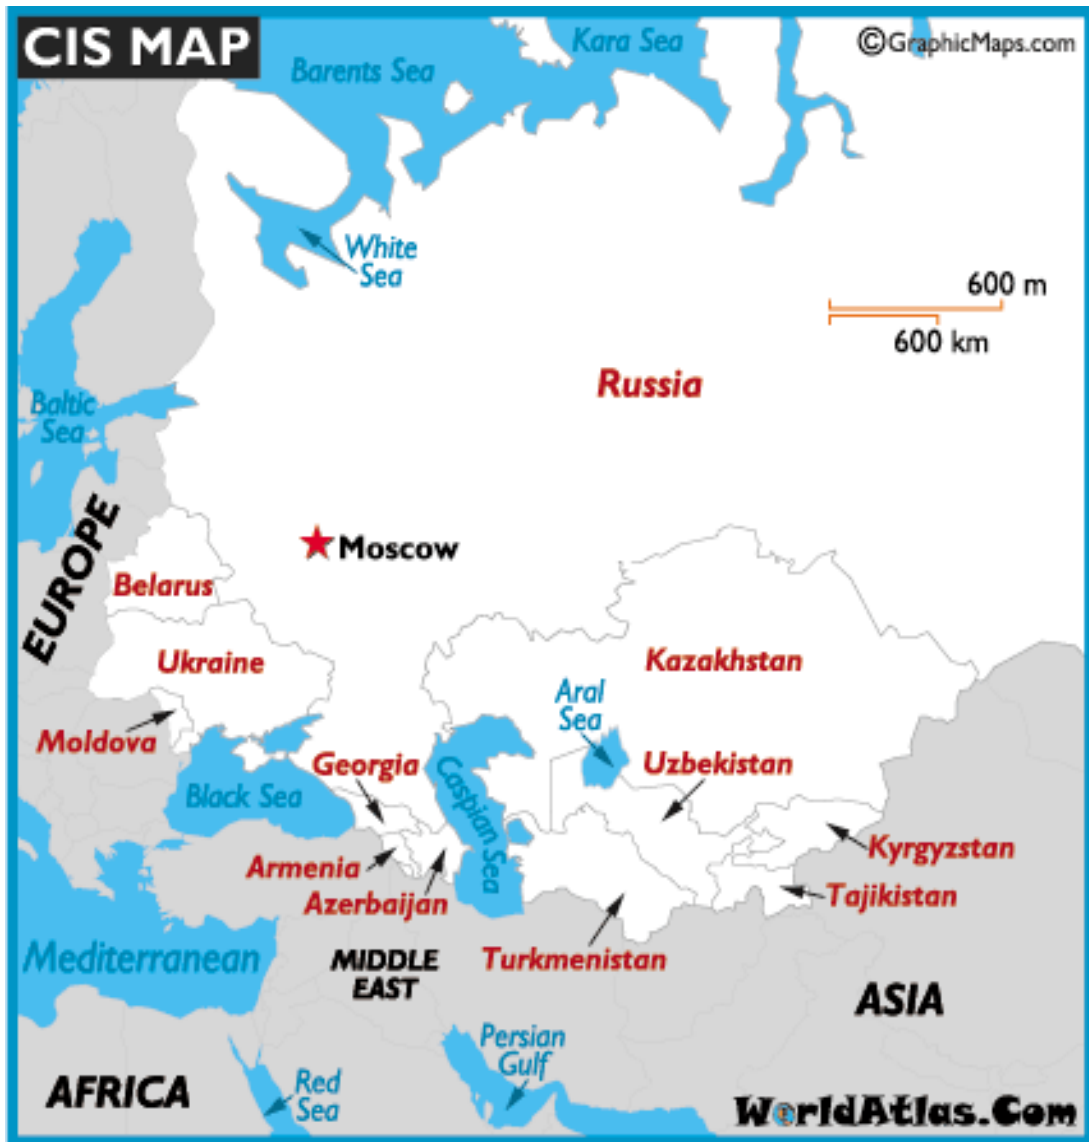 CIS MAP
©GraphicMaps.com
Kara Sea
Barents Sea
White
Sea
600 m
600 km
Russia
Baltic
Sea
EUROPE
Moscow
Belarus
Ukraine
Kazakhstan
Aral
Sea
Moldova
Georgia
Uzbekistan
Black Sea
Caspian Sea
Armenia
Kyrgyzstan
Azerbaijan
Tajikistan
Mediterranean
MIDDLE
EAST
Turkmenistan
ASIA
Persian
Gulf
AFRICA
Red
Sea
WorldAtlas.Com